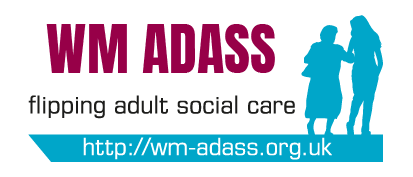 WM ADASS
flipping adult social care
http://wm-adass.org.uk